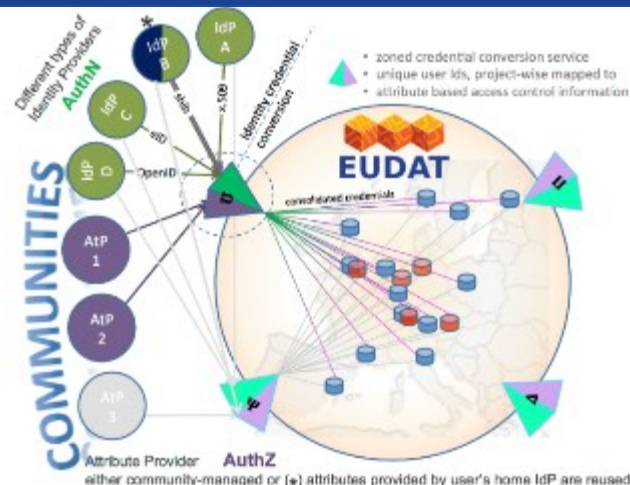 Different types of
Identity Providers
AuthN
*
IdP
B
IdP
A
IdP
C
IdP
D
shib
x.509
eID
OpenID
Identity credential
conversion
zoned credential conversion service
unique user Ids, project-wise mapped to
attribute based access control information
EUDAT
consolidated credentials
COMMUNITIES
AtP
1
AtP
2
AtP
3
Ψ
Δ
Attribute Provider AuthZ
either community-managed or (*) attributes provided by user's home IdP are reused